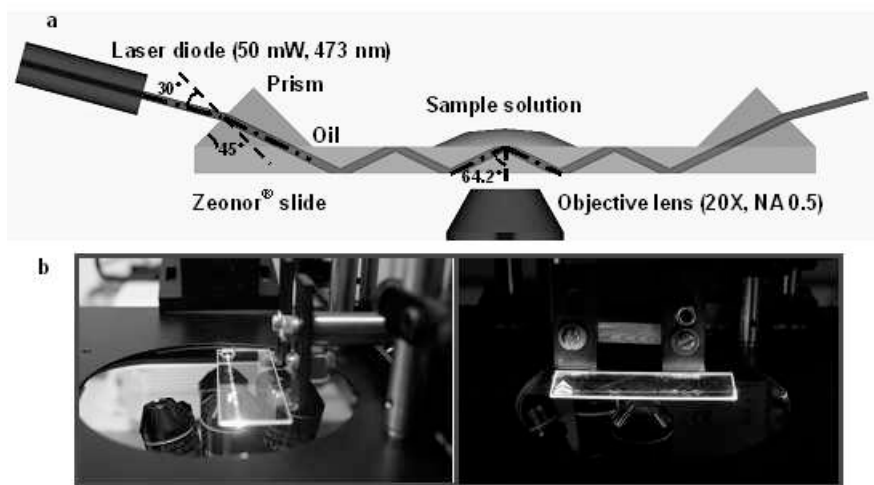 a
Laser diode (50 mW, 473 nm)
30°
Prism
Sample solution
Oil
45°
64.2°
Zeonor® slide
Objective lens (20X, NA 0.5)
b